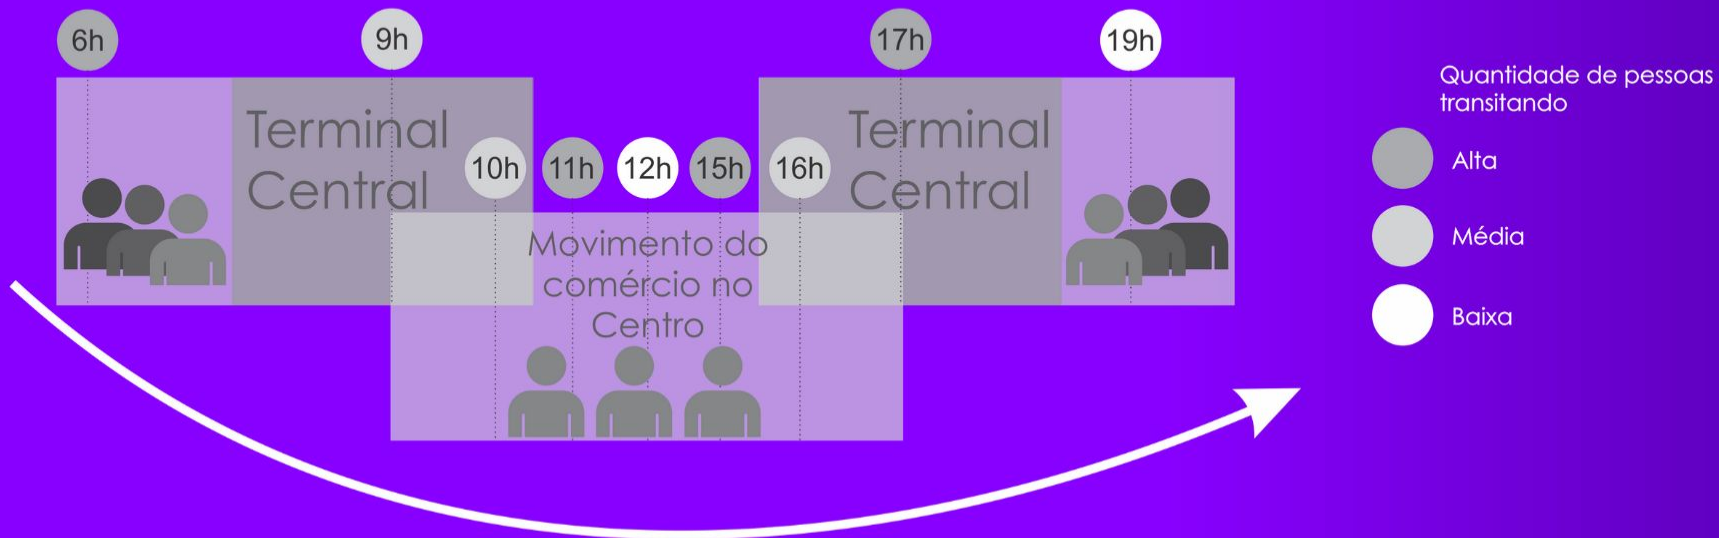 6h
9h
17h
19h
Quantidade de pessoas
transitando
Terminal
Central
Terminal
Central
10h
11h
12h
15h
16h
Alta
Média
Baixa
Movimento do
comércio no
Centro